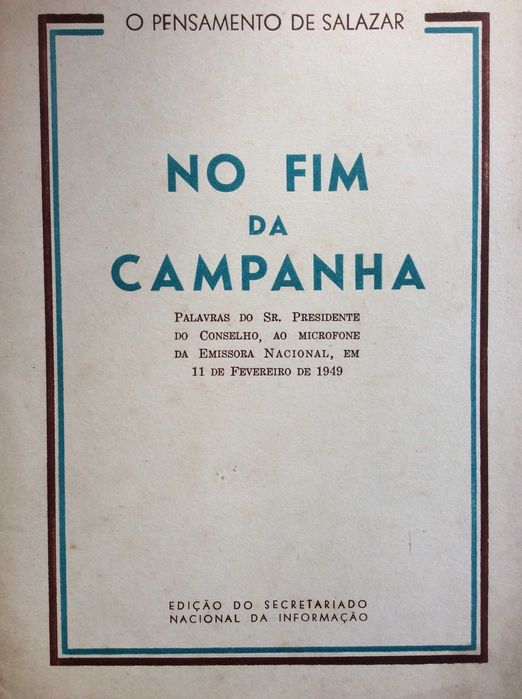 O PENSAMENTO DE SALAZAR
NO FIM
DA
CAMPANHA
PALAVRAS DO SR. PRESIDENTE
DO CONSELHO, AO MICROFONE
DA EMISSORA NACIONAL, EM
11 DE FEVEREIRO DE 1949
EDIÇÃO DO SECRETARIADO
NACIONAL DA INFORMAÇÃO